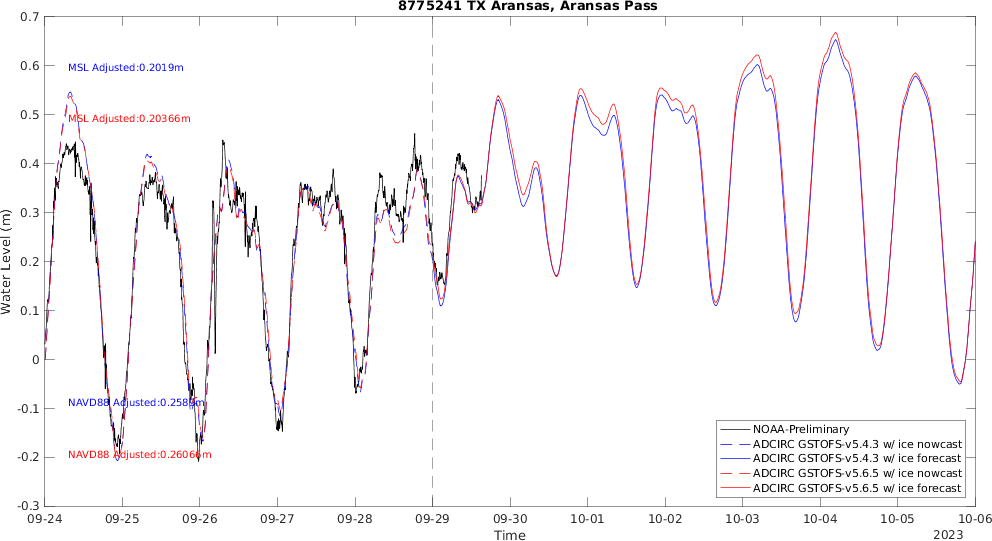 8775241 TX Aransas, Aransas Pass
0.7
0.6
0.5
0.4
0.3
0.2
0.1
0
-0.1
-0.2
-0.3
Water Level (m)
MSL Adjusted:0.2019m
MSL Adjusted:0.20366m
NAVD88 Adjusted:0.2589m
NAVD88 Adjusted:0.26066m
NOAA-Preliminary
ADCIRC GSTOFS-v5.4.3 w/ ice nowcast
ADCIRC GSTOFS-v5.4.3 w/ ice forecast
ADCIRC GSTOFS-v5.6.5 w/ ice nowcast
ADCIRC GSTOFS-v5.6.5 w/ ice forecast
09-24 09-25 09-26 09-27 09-28 09-29 09-30 10-01 10-02 10-03 10-04 10-05 10-06
Time
2023